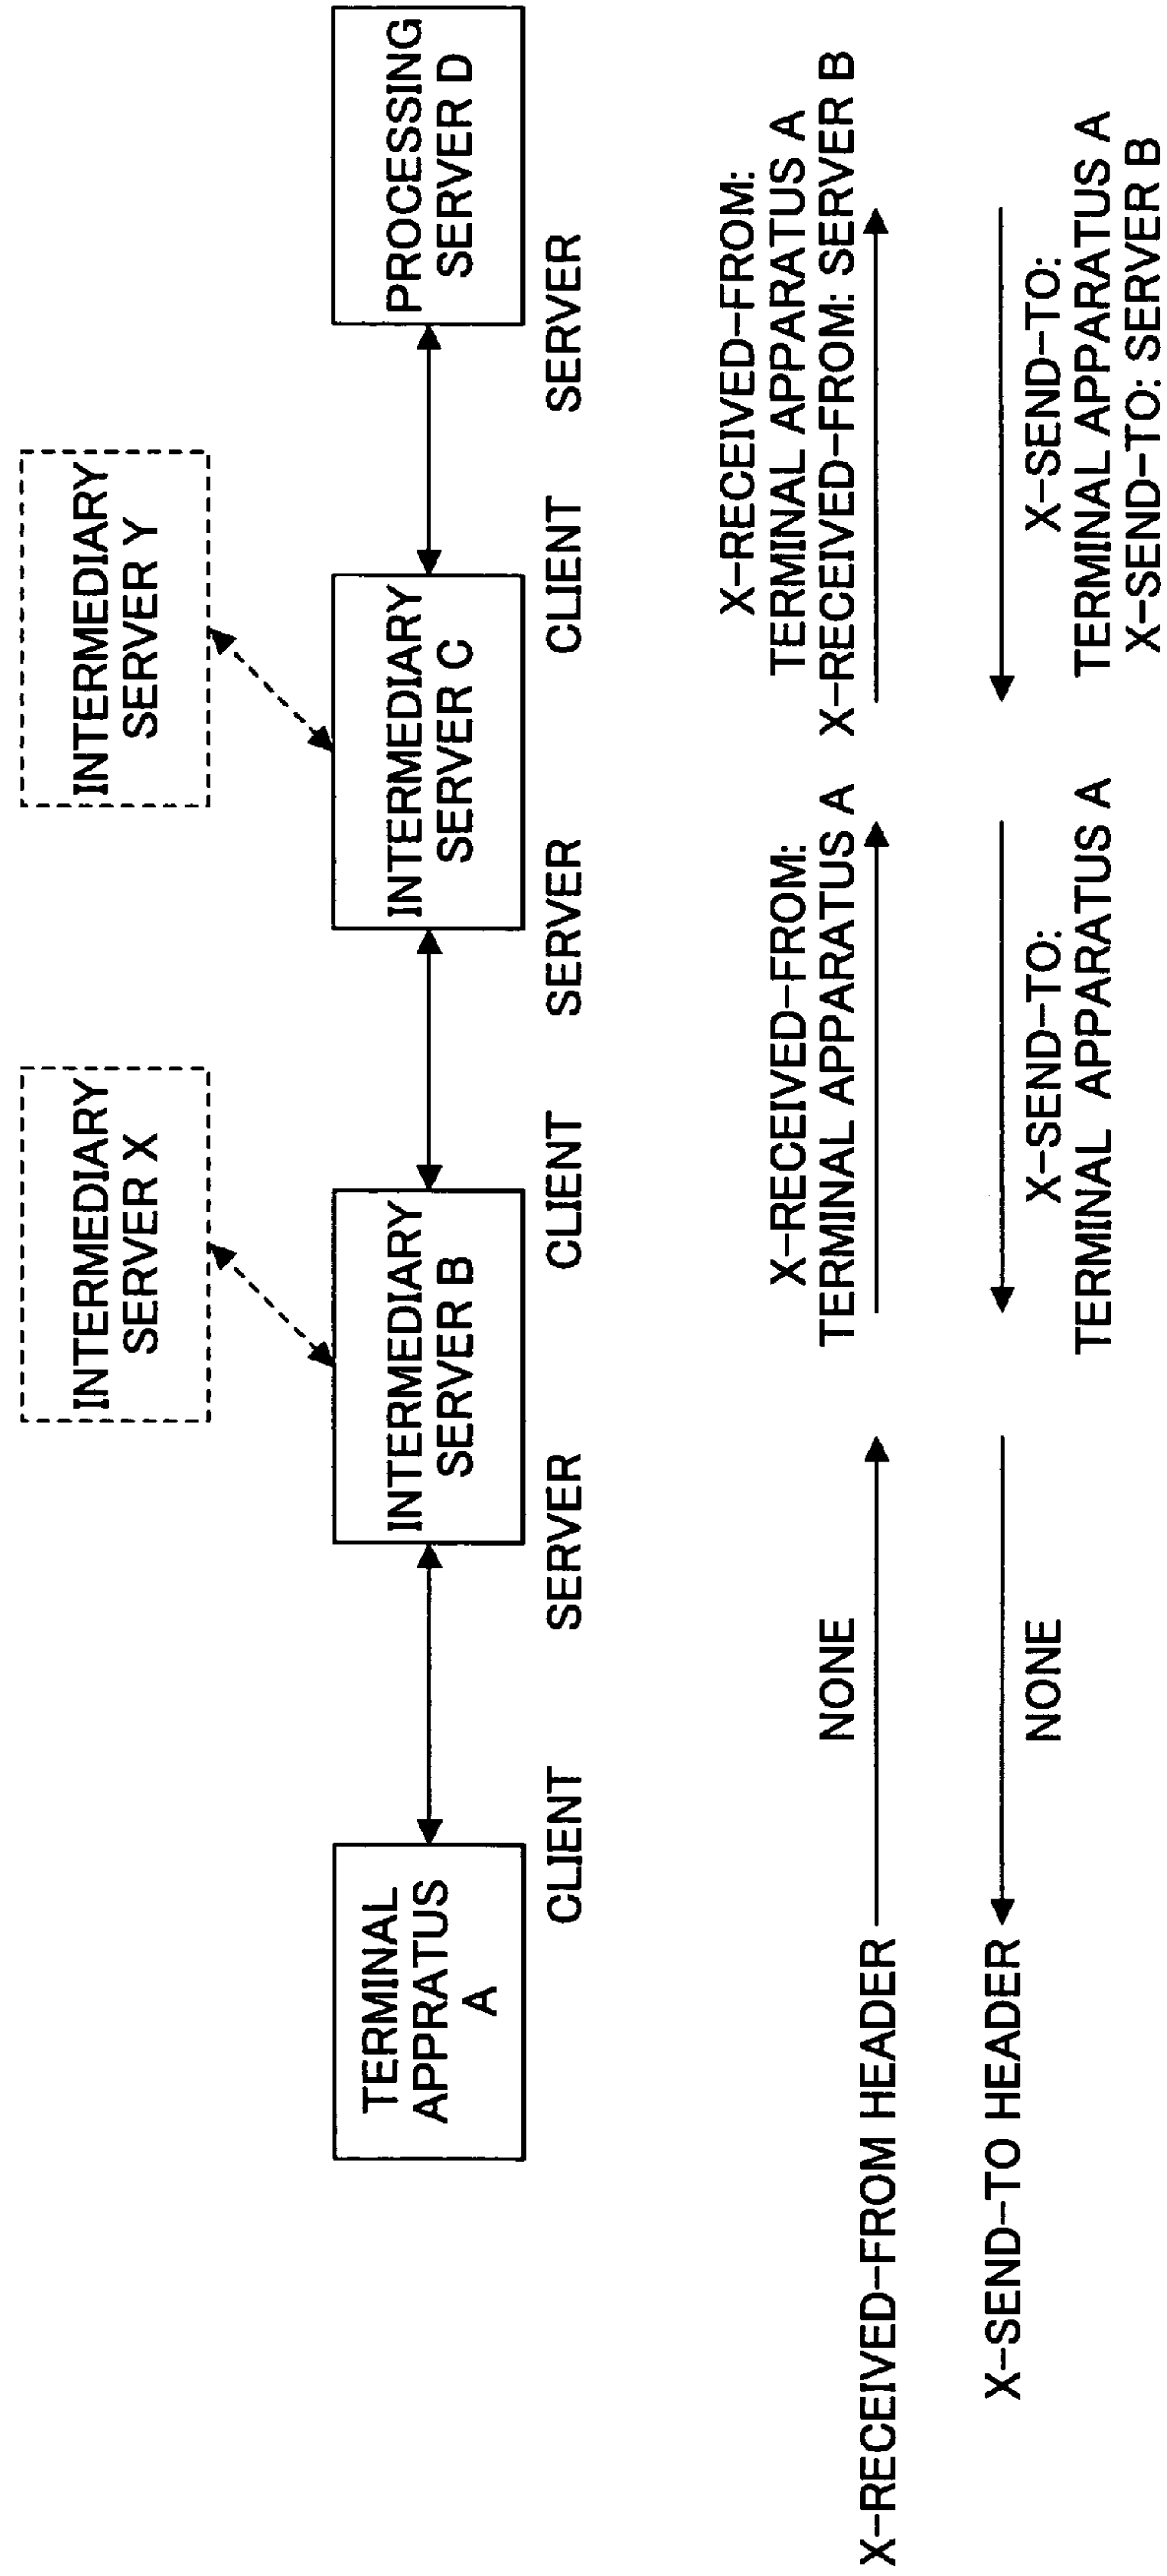 INTERMEDIARY
SERVER X
INTERMEDIARY
SERVER Y
TERMINAL
APPRATUS
A
INTERMEDIARY
SERVER B
INTERMEDIARY
SERVER C
PROCESSING
SERVER D
CLIENT
SERVER
CLIENT
SERVER
CLIENT
SERVER
X-RECEIVED-FROM HEADER
NONE
X-RECEIVED-FROM:
TERMINAL APPARATUS A
X-RECEIVED-FROM:
TERMINAL APPARATUS A
X-RECEIVED-FROM: SERVER B
X-SEND-TO HEADER
NONE
X-SEND-TO:
TERMINAL APPARATUS A
X-SEND-TO:
TERMINAL APPARATUS A
X-SEND-TO: SERVER B